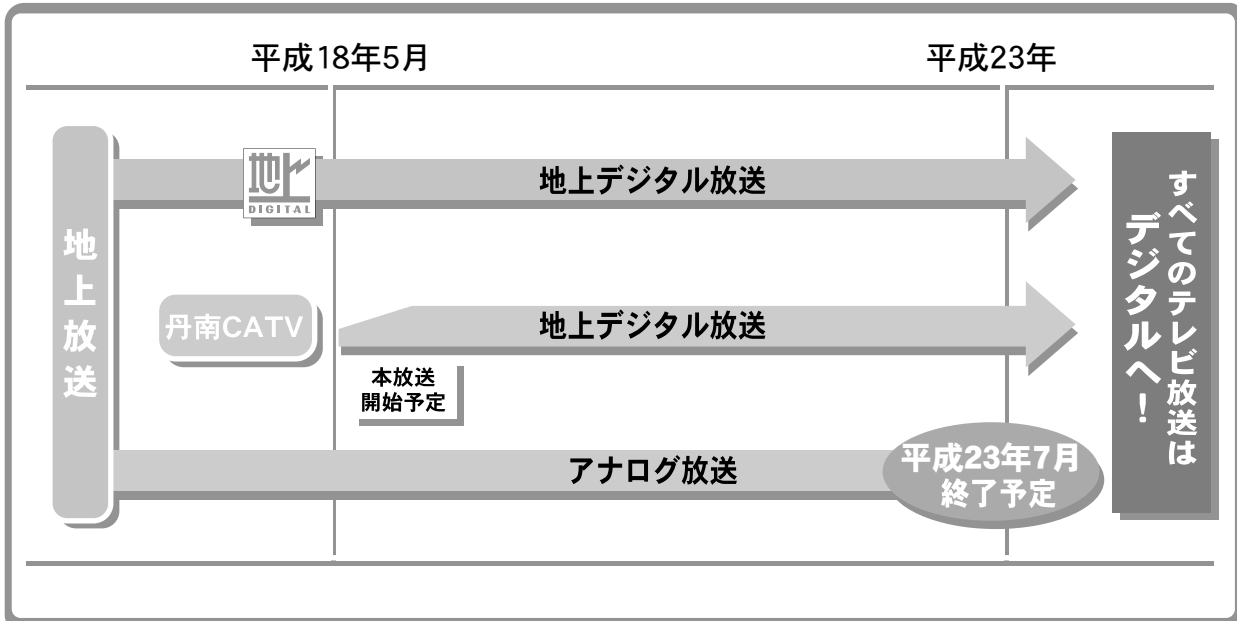 平成18年5月
平成23年
地上放送
地上
DIGITAL
地上デジタル放送
丹南CATV
地上デジタル放送
本放送
開始予定
アナログ放送
平成23年7月
終了予定
すべてのテレビ放送は
デジタルへ！